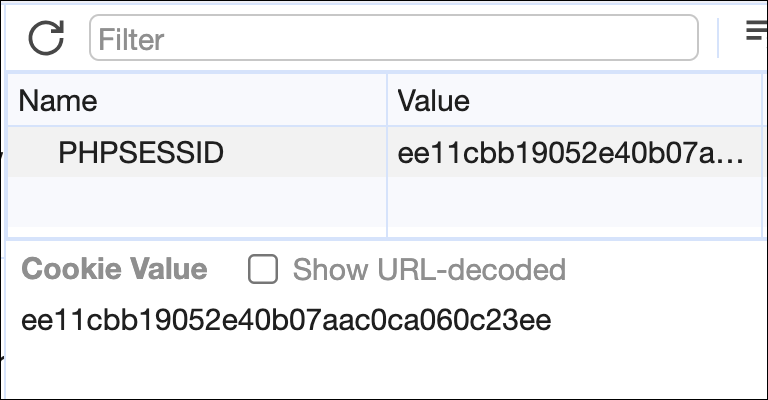 Filter
Name Value
PHPSESSID ee11cbb19052e40b07a...
Cookie Value Show URL-decoded
ee11cbb19052e40b07aac0ca060c23ee